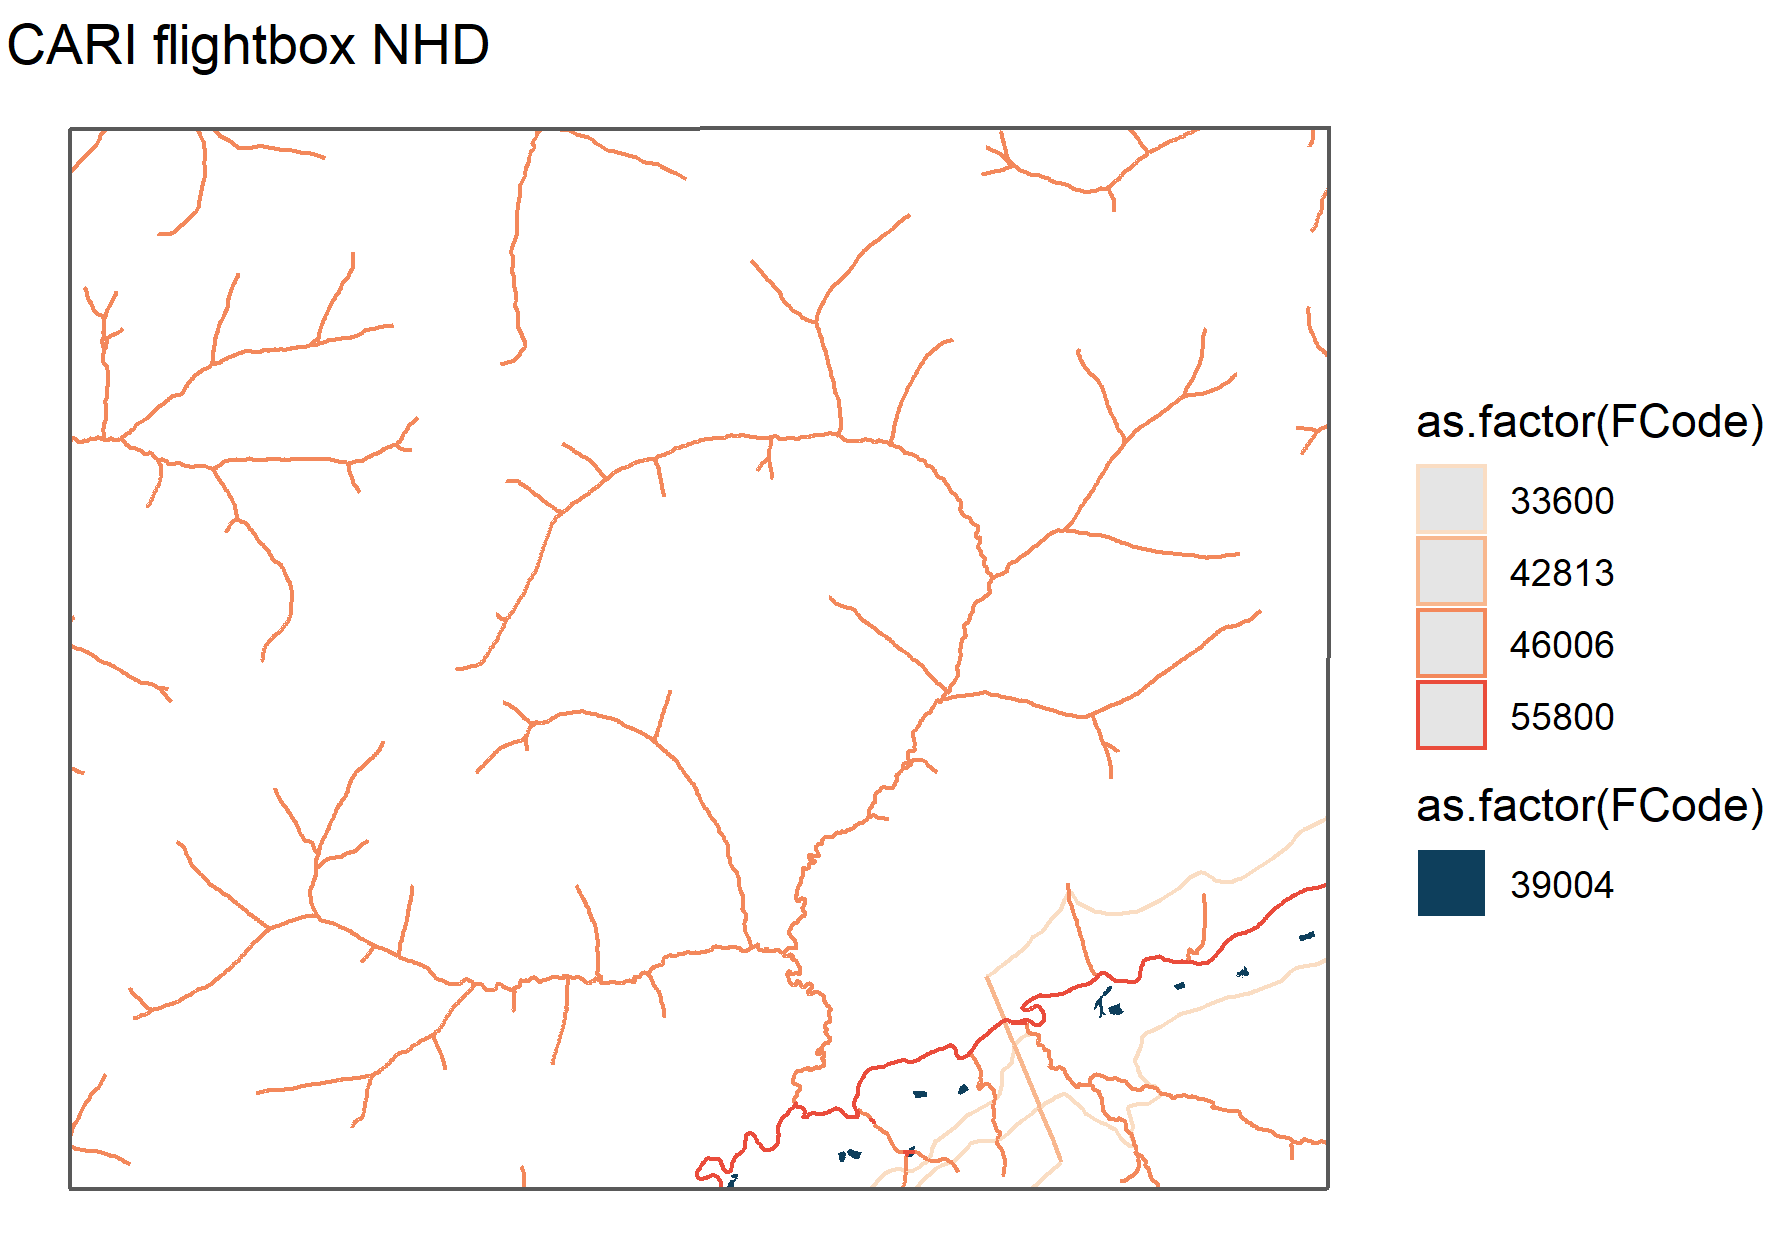 CARI flightbox NHD
as.factor(FCode)
33600
42813
46006
55800
as.factor(FCode)
39004